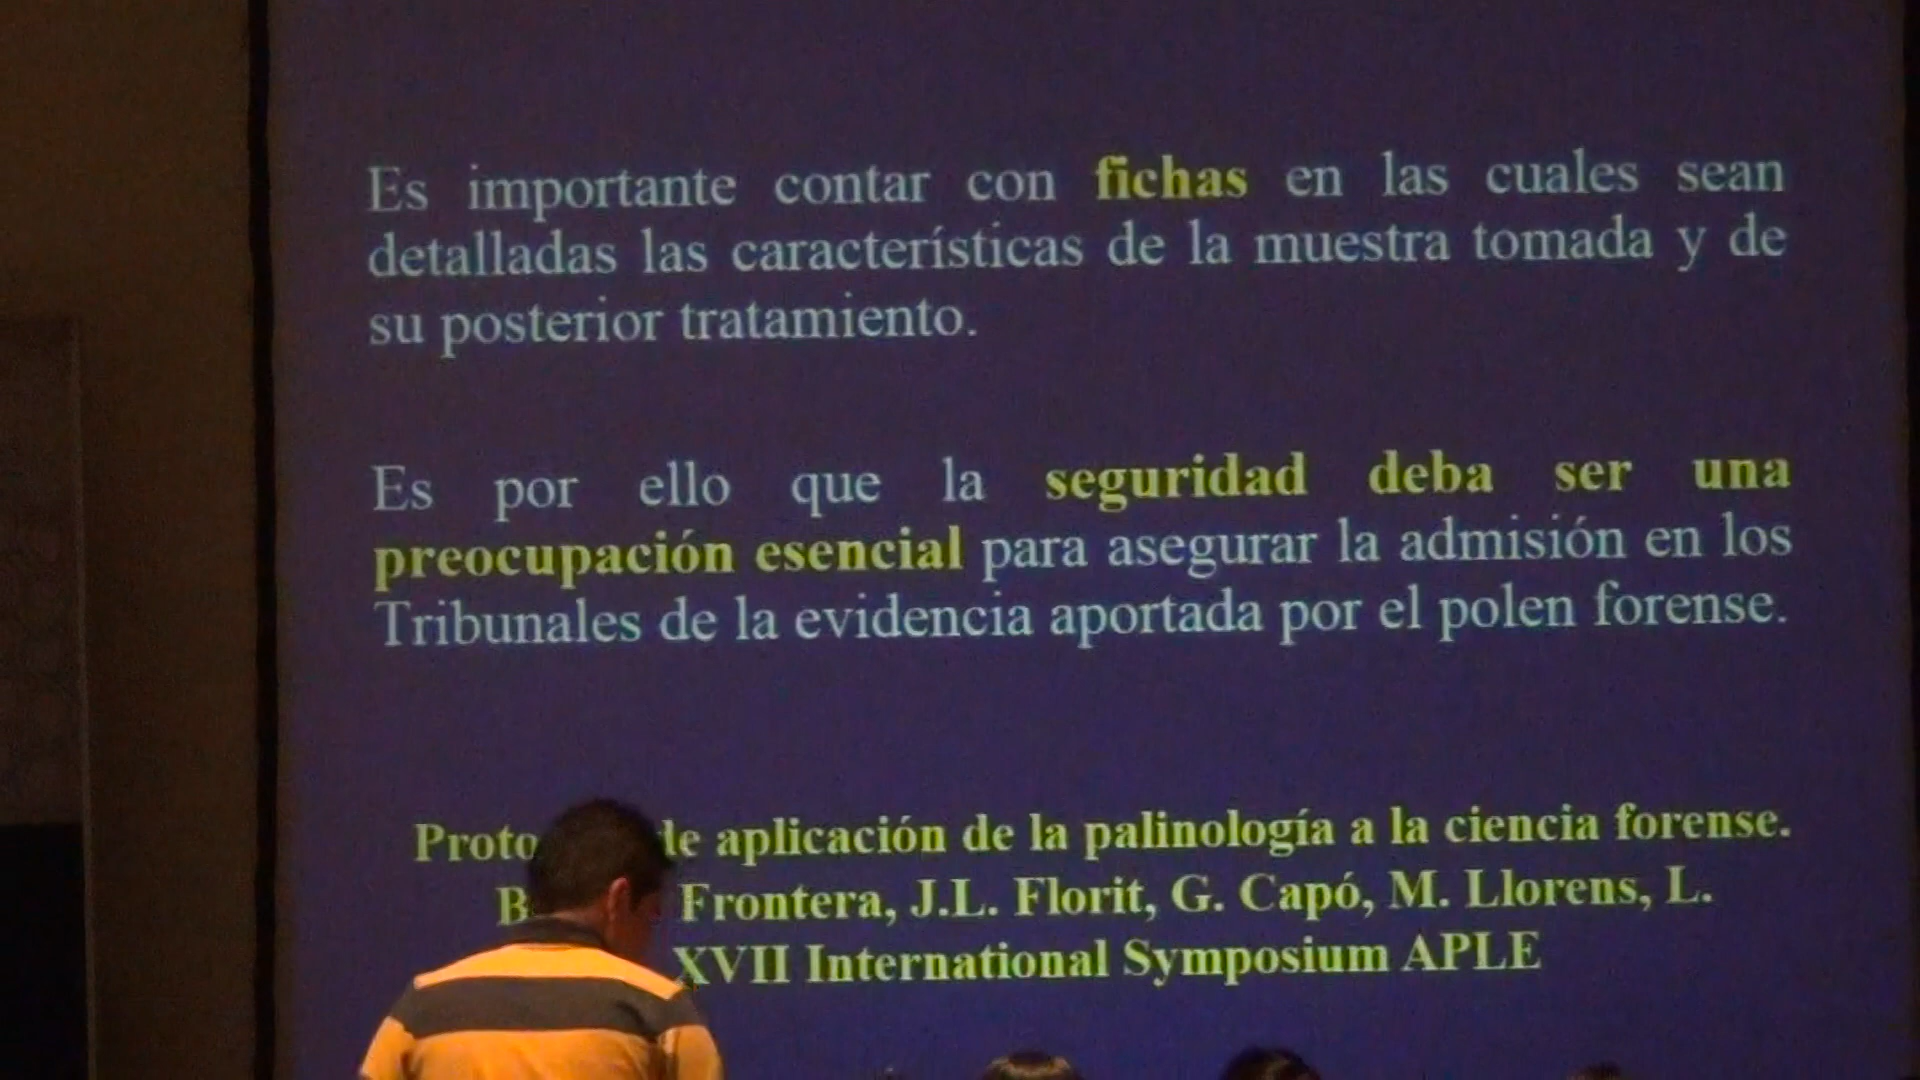 Es importante contar con fichas en las cuales sean
detalladas las características de la muestra tomada y de
su posterior tratamiento.
Es por ello que la seguridad deba ser una
preocupación esencial para asegurar la admisión en los
Tribunales de la evidencia aportada por el polen forense.
de aplicación de la palinología a la ciencia forense.
Frontera, J.L. Florit, G. Capó, M. Llorens, L.
XVII International Symposium APLE